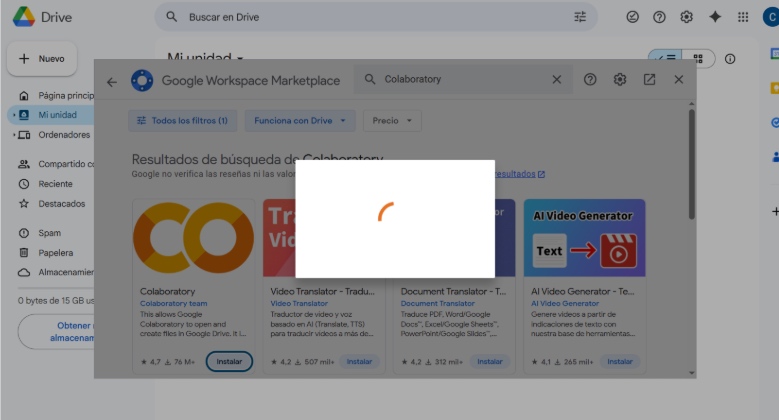 Drive
Buscar en Drive
C
Nuevo
Mi unidad
Página princip
Mi unidad
Ordenadores
Compartido co
Reciente
Destacados
Spam
Papelera
Almacenamier
0 bytes de 15 GB us
Obtener
almacenam
Google Workspace Marketplace
Colaboratory
Todos los filtros (1)
Funciona con Drive
Precio
Resultados de búsqueda de Colaboratory
Google no verifica las reseñas ni las valor
resultados
AI Video Generator
Text
Colaboratory
Colaboratory team
This allows Google
Colaboratory to open and
create files in Google Drive. It i...
4,7 76 M+ Instalar
Video Translator - Tradu...
Video Translator
Traductor de video y voz
basado en AI (Translate, TTS)
para traducir videos a más de...
4,2 507 mil+ Instalar
Document Translator - T...
Document Translator
Traduce PDF, Word/Google
Docs™, Excel/Google Sheets™,
PowerPoint/Google Slides™,...
4,2 312 mil+ Instalar
AI Video Generator - Te...
AI Video Generator
Genere videos a partir de
indicaciones de texto con
nuestra base de herramientas...
4,1 265 mil+ Instalar